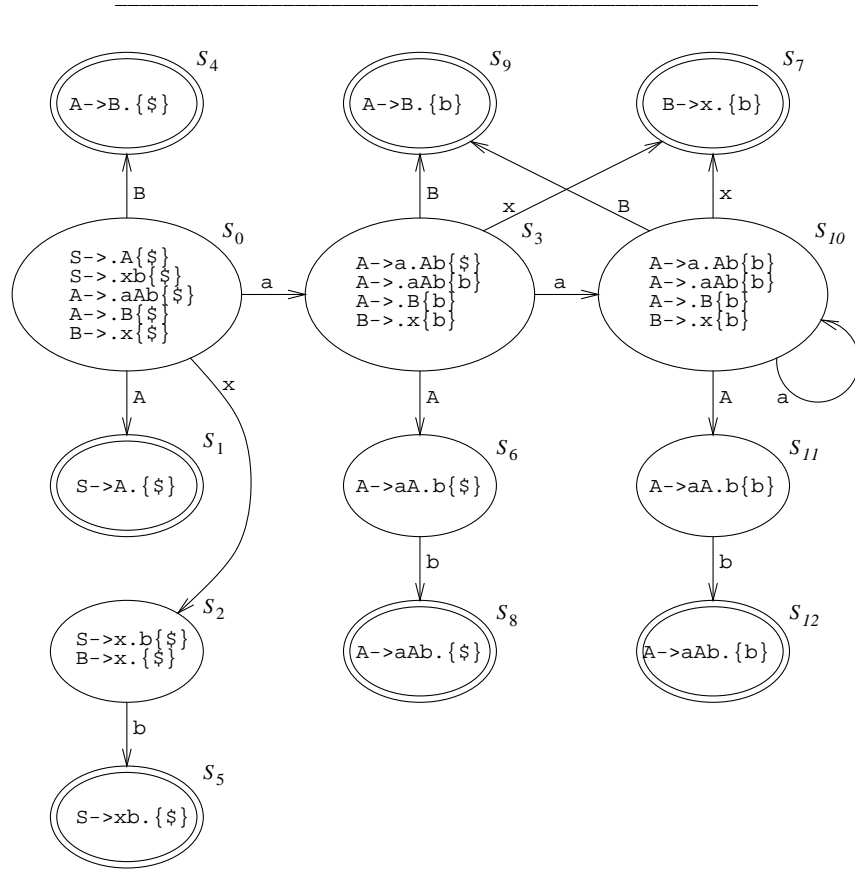 S4
S9
S7
A->B.{$}
A->B.{b}
B->x.{b}
B
B
x
B
x
S0
S3
S10
S->.A{$}
S->.xb{$}
A->.aAb{$}
A->.B{$}
B->.x{$}
a
A->a.Ab{$}
A->.aAb{b}
A->.B{b}
B->.x{b}
a
A->a.Ab{b}
A->.aAb{b}
A->.B{b}
B->.x{b}
x
A
A
A
a
S1
S6
S11
S->A.{$}
A->aA.b{$}
A->aA.b{b}
b
b
S2
S8
S12
S->x.b{$}
B->x.{$}
A->aAb.{$}
A->aAb.{b}
b
S5
S->xb.{$}